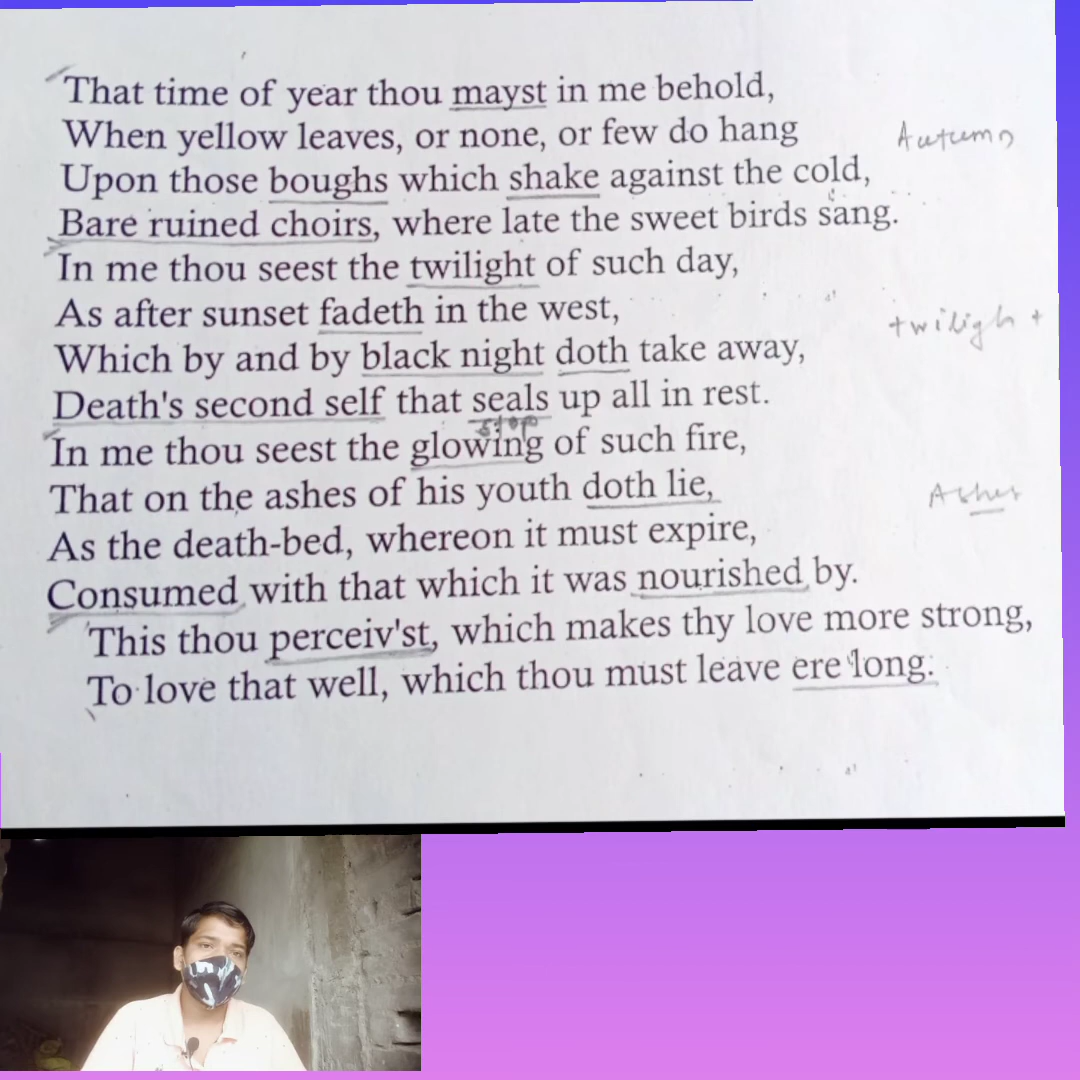 That time of year thou mayst in me behold,
When yellow leaves, or none, or few do hang
Autumn
Upon those boughs which shake against the cold,
Bare ruined choirs, where late the sweet birds sang.
In me thou seest the twilight of such day,
As after sunset fadeth in the west,
twilight
Which by and by black night doth take away,
Death's second self that seals up all in rest.
stop
In me thou seest the glowing of such fire,
That on the ashes of his youth doth lie,
Ashes
As the death-bed, whereon it must expire,
Consumed with that which it was nourished by.
This thou perceiv'st, which makes thy love more strong,
To love that well, which thou must leave ere long.